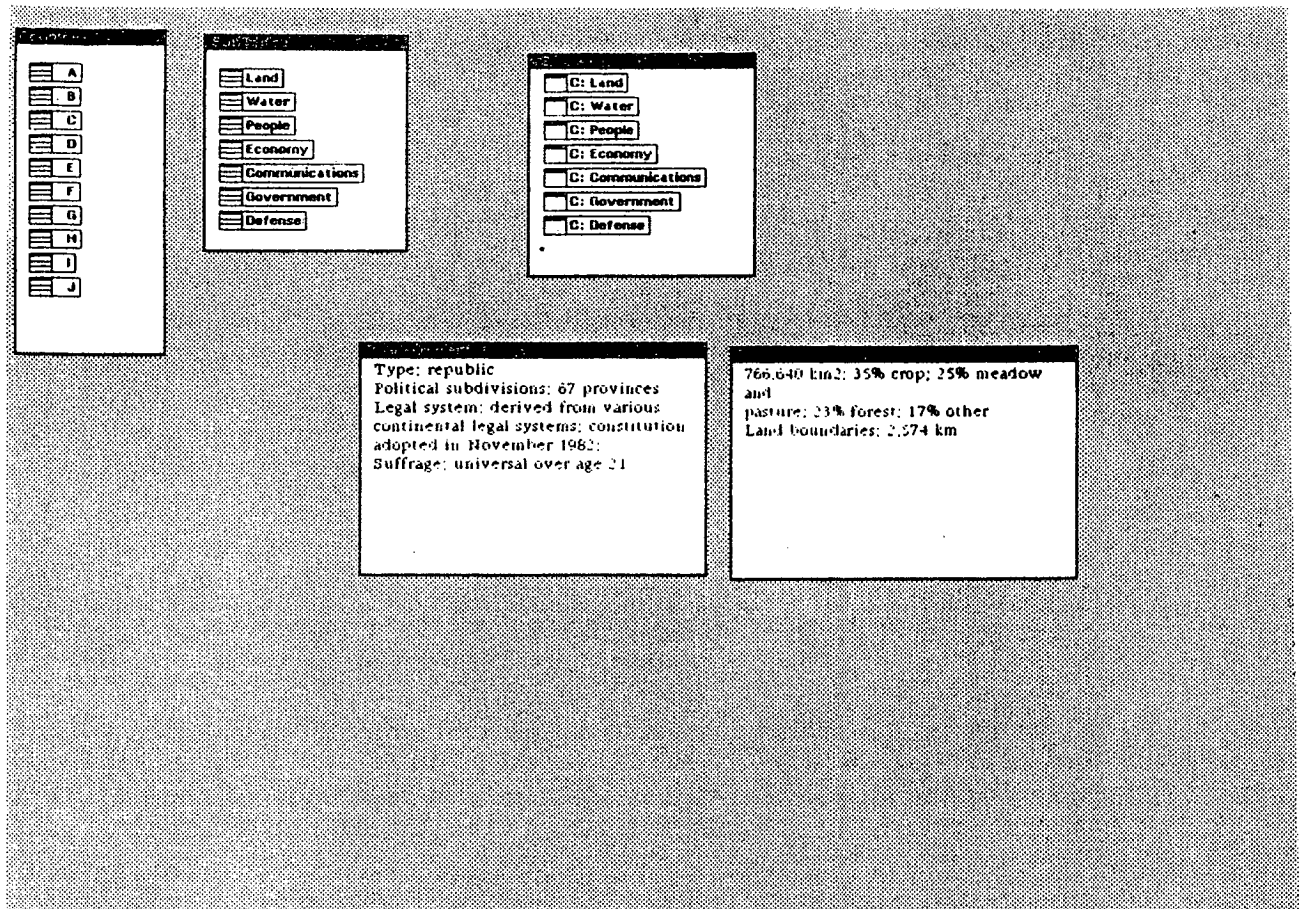 A
B
C
D
E
F
G
H
I
J
Land
Water
People
Economy
Communications
Government
Defense
C: Land
C: Water
C: People
C: Economy
C: Communications
C: Government
C: Defense
Type: republic
Political subdivisions: 67 provinces
Legal system: derived from various
continental legal systems; constitution
adopted in November 1982;
Suffrage: universal over age 21
766,640 km2; 35% crop; 25% meadow
and
pasture; 23% forest; 17% other
Land boundaries: 2,574 km